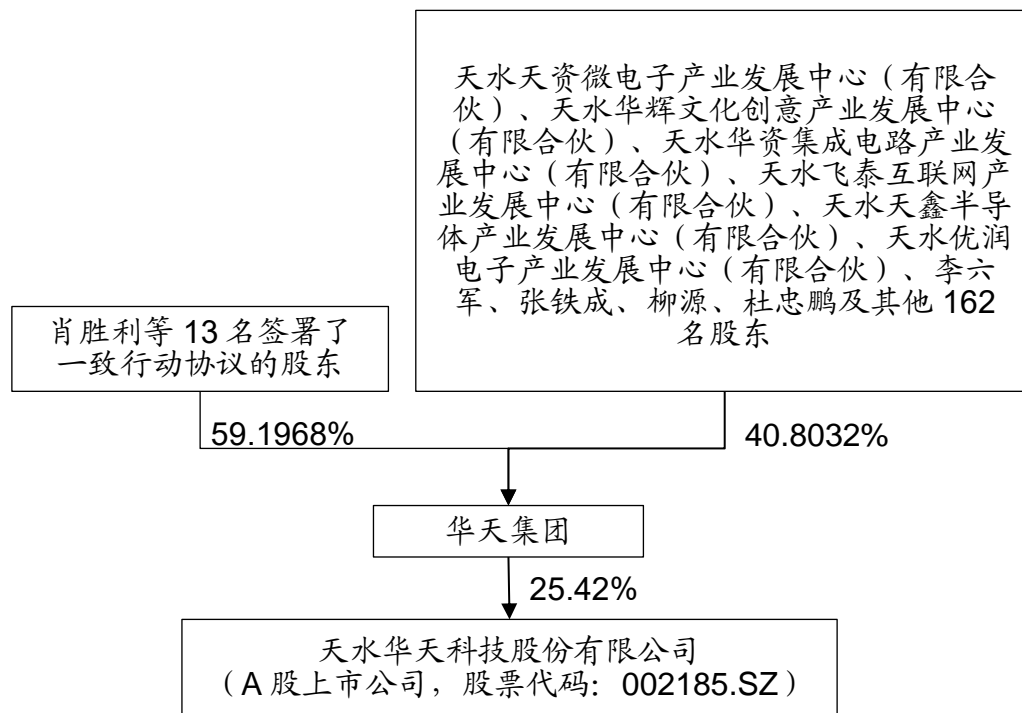 天水天资微电子产业发展中心（有限合
伙）、天水华辉文化创意产业发展中心
（有限合伙）、天水华资集成电路产业发
展中心（有限合伙）、天水飞泰互联网产
业发展中心（有限合伙）、天水天鑫半导
体产业发展中心（有限合伙）、天水优润
电子产业发展中心（有限合伙）、李六
军、张铁成、柳源、杜忠鹏及其他 162
名股东
肖胜利等 13 名签署了
一致行动协议的股东
59.1968%
40.8032%
华天集团
25.42%
天水华天科技股份有限公司
（A 股上市公司，股票代码：002185.SZ）